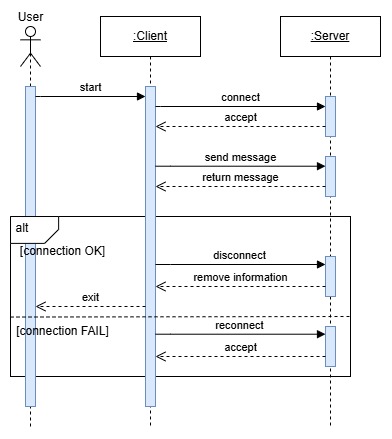 User
:Client
:Server
start
connect
accept
send message
return message
alt
[connection OK]
disconnect
remove information
exit
[connection FAIL]
reconnect
accept